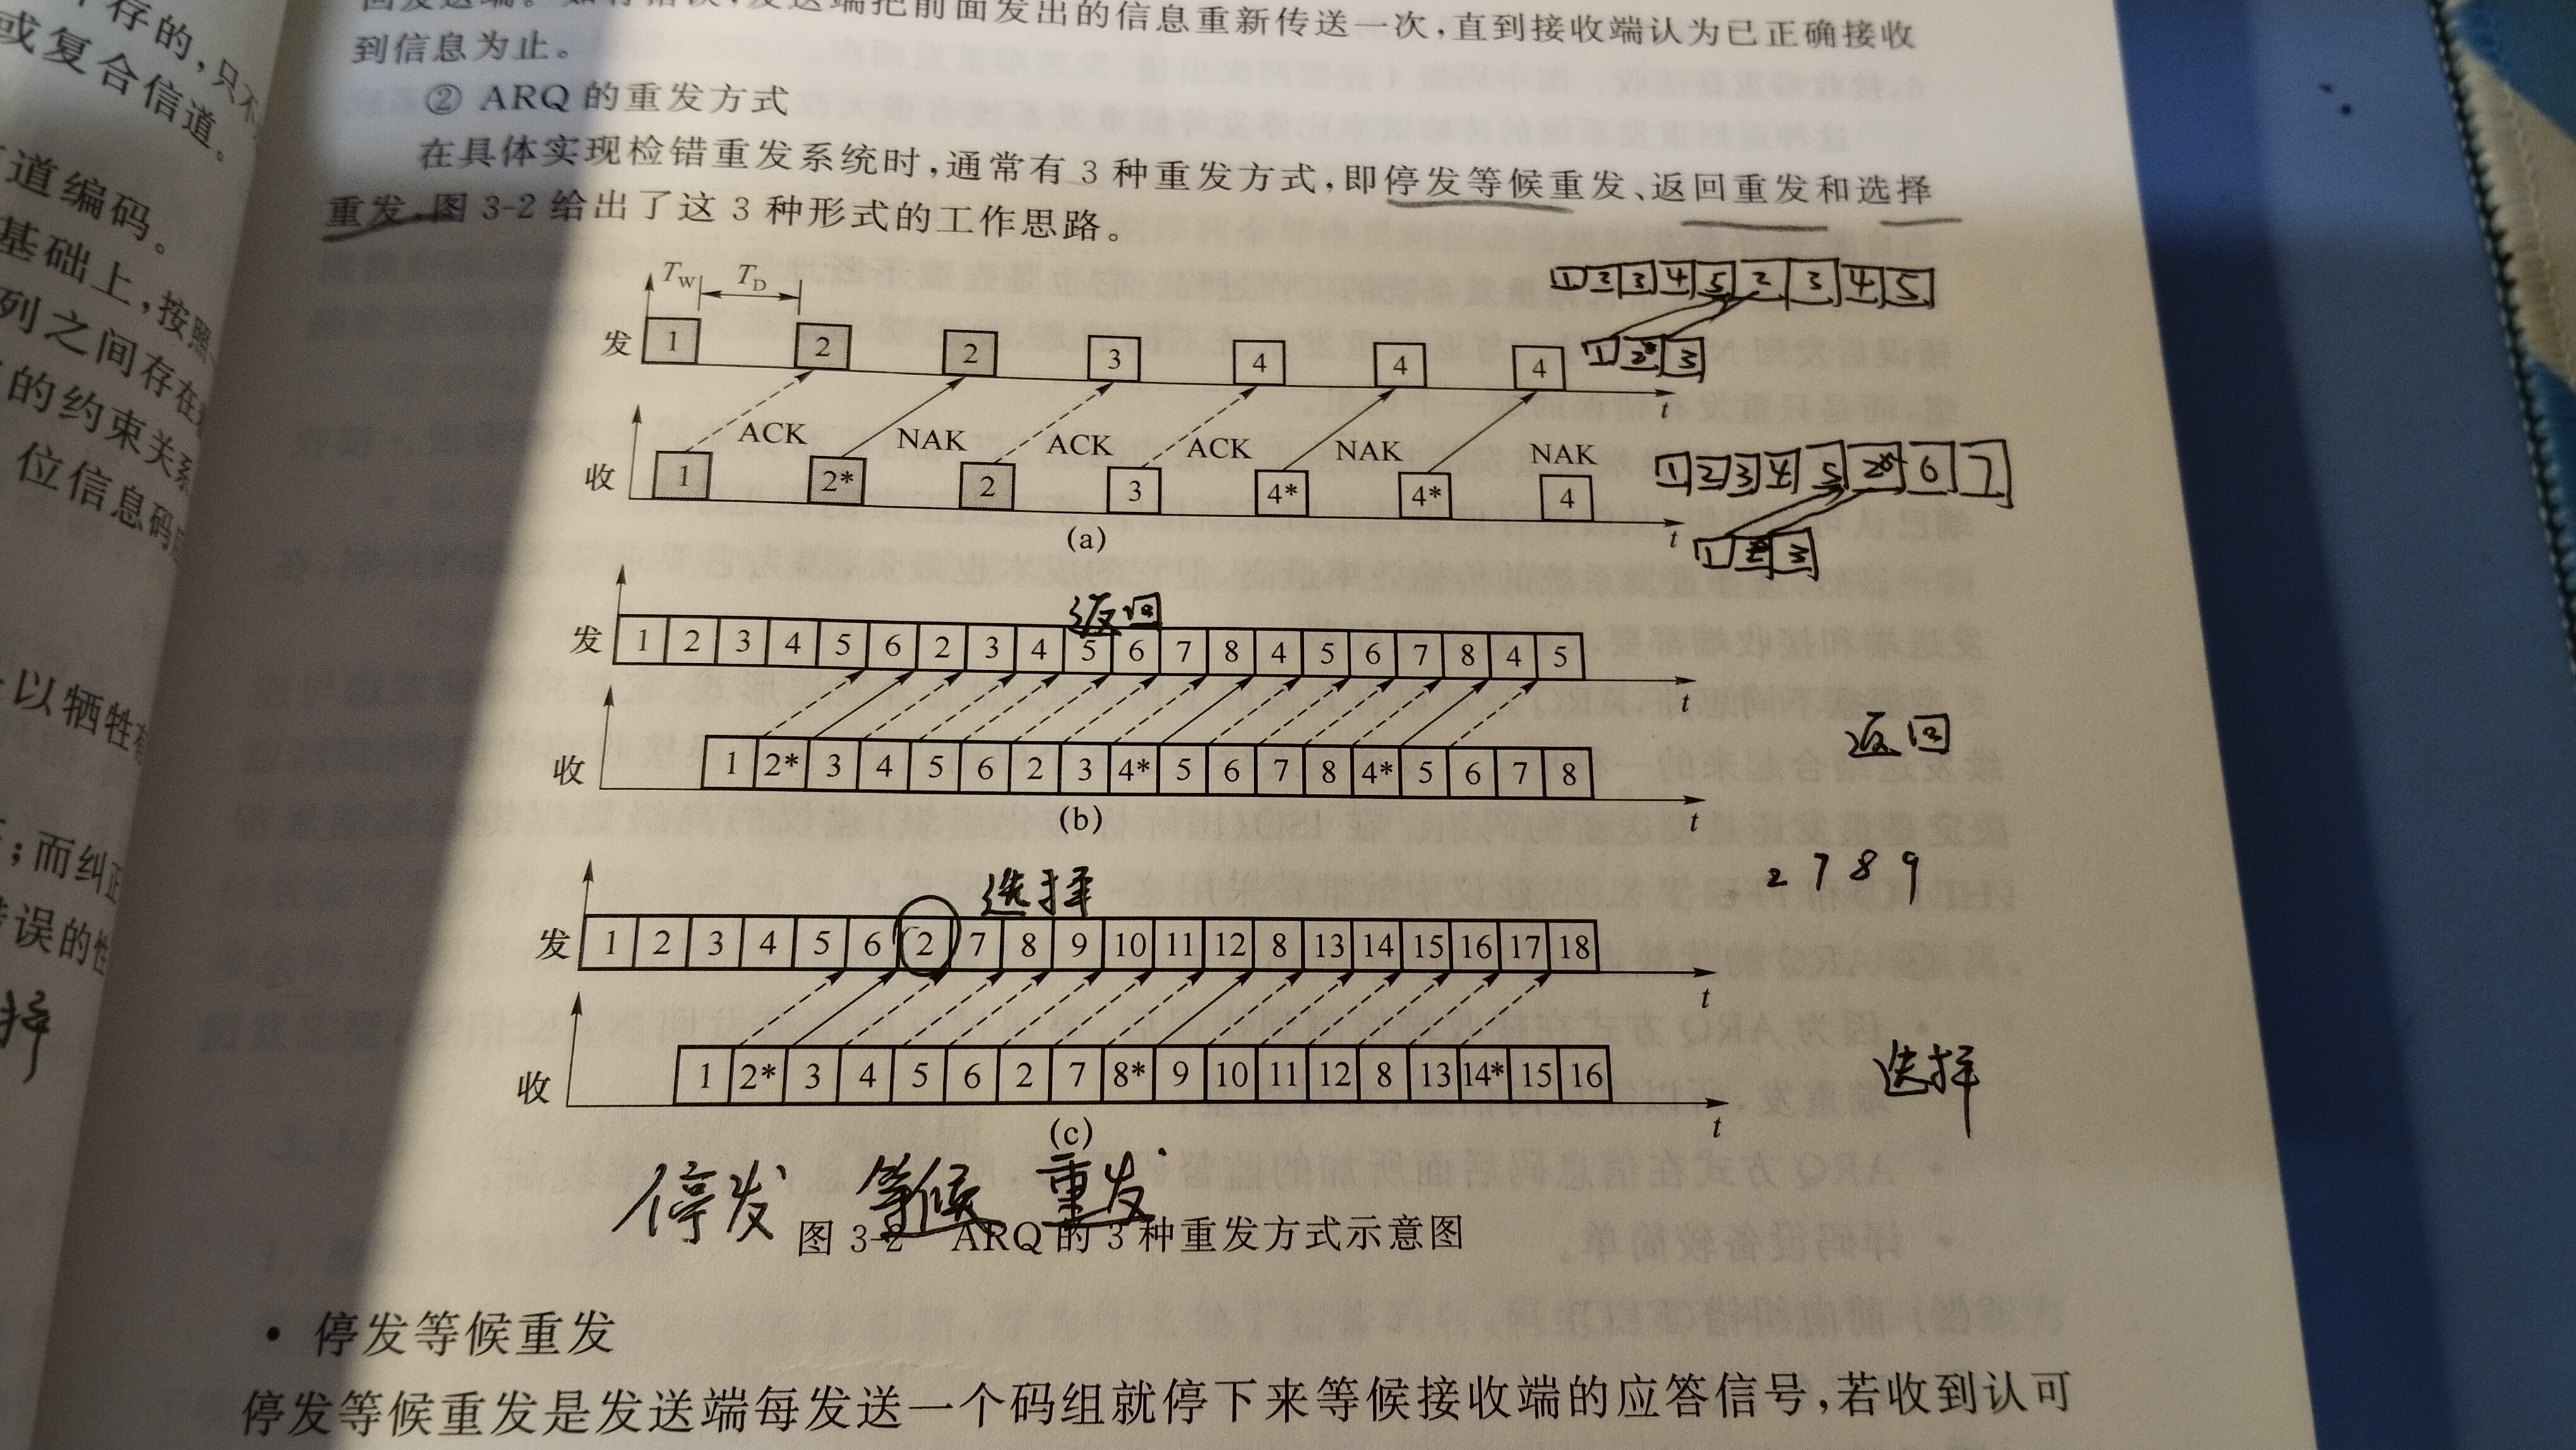 存的,只不
或复合信道。
道编码。
基础上,按照
列之间存在
的约束关系
位信息码
以牺牲
;而纠正
误的性
择
发送端把前面发出的信息重新传送一次,直到接收端认为已正确接收
到信息为止。
② ARQ 的重发方式
在具体实现检错重发系统时,通常有 3 种重发方式,即停发等候重发、返回重发和选择
重发,图 3-2 给出了这 3 种形式的工作思路。
TW TD
1 2 3 4 5 2 3 4 5
发 1 2 2 3 4 4 4 t
1 2* 3
ACK NAK ACK ACK NAK NAK
收 1 2* 2 3 4* 4* 4 t
1 2 3 4 5 2* 6 7
1 2 3
(a)
返回
发 1 2 3 4 5 6 2 3 4 5 6 7 8 4 5 6 7 8 4 5 t
返回
收 1 2* 3 4 5 6 2 3 4* 5 6 7 8 4* 5 6 7 8 t
(b)
2 7 8 9
选择
发 1 2 3 4 5 6 2 7 8 9 10 11 12 8 13 14 15 16 17 18 t
收 1 2* 3 4 5 6 2 7 8* 9 10 11 12 8 13 14* 15 16 t
选择
(c)
停发 等候 重发
图 3-2 ARQ 的 3 种重发方式示意图
• 停发等候重发
停发等候重发是发送端每发送一个码组就停下来等候接收端的应答信号,若收到认可